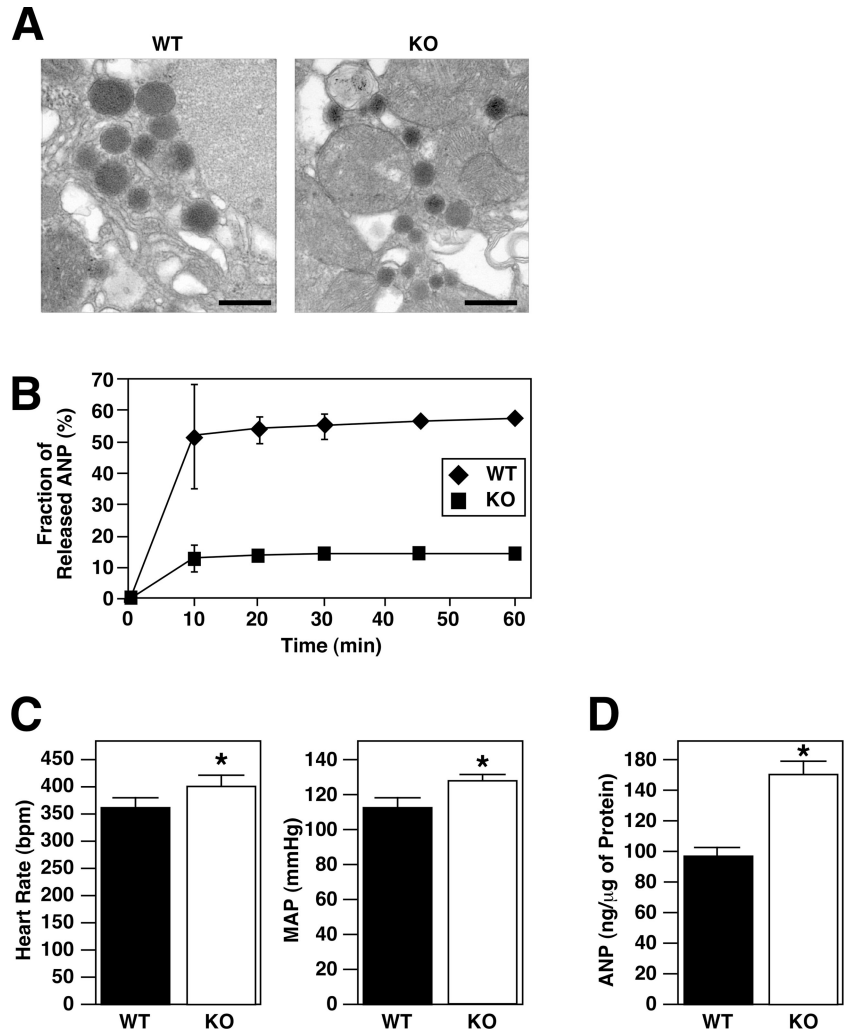 A
WT
KO
B
Fraction of
Released ANP (%)
70
60
50
40
30
20
10
0
WT
KO
0 10 20 30 40 50 60
Time (min)
C
Heart Rate (bpm)
450
400
350
300
250
200
150
100
50
0
*
WT KO
MAP (mmHg)
140
120
100
80
60
40
20
0
*
WT KO
D
ANP (ng/μg of Protein)
180
140
120
100
80
60
40
20
0
*
WT KO